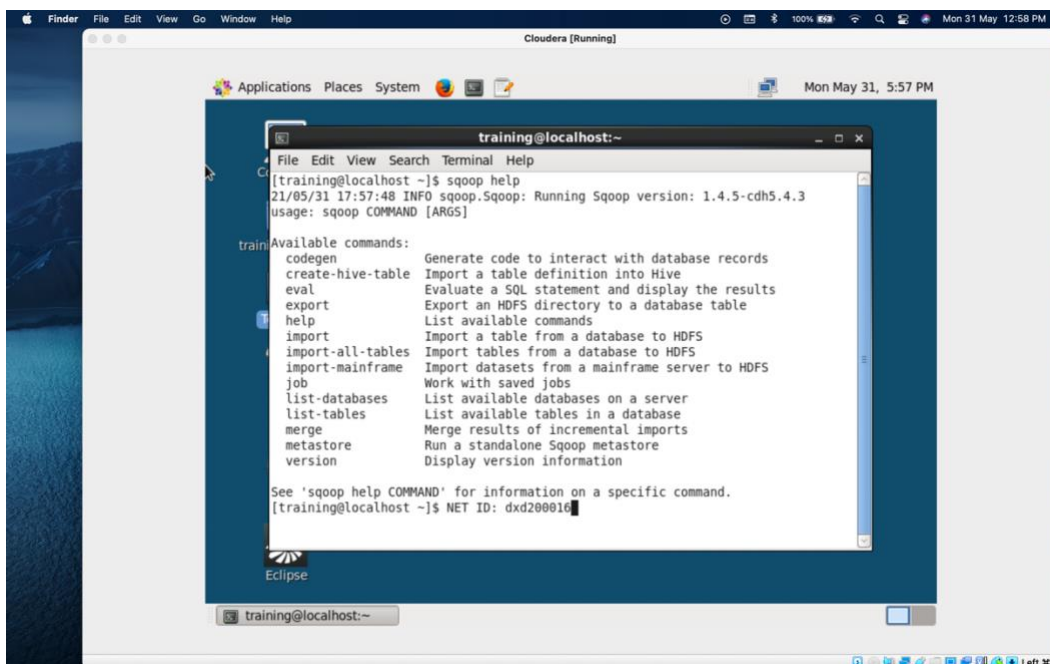 Finder File Edit View Go Window Help 100% Mon 31 May 12:58 PM
Cloudera [Running]
Applications Places System Mon May 31, 5:57 PM
training@localhost:~
File Edit View Search Terminal Help
[training@localhost ~]$ sqoop help
21/05/31 17:57:48 INFO sqoop.Sqoop: Running Sqoop version: 1.4.5-cdh5.4.3
usage: sqoop COMMAND [ARGS]
Available commands:
codegen Generate code to interact with database records
create-hive-table Import a table definition into Hive
eval Evaluate a SQL statement and display the results
export Export an HDFS directory to a database table
help List available commands
import Import a table from a database to HDFS
import-all-tables Import tables from a database to HDFS
import-mainframe Import datasets from a mainframe server to HDFS
job Work with saved jobs
list-databases List available databases on a server
list-tables List available tables in a database
merge Merge results of incremental imports
metastore Run a standalone Sqoop metastore
version Display version information
See 'sqoop help COMMAND' for information on a specific command.
[training@localhost ~]$ NET ID: dxd200016
Eclipse
training@localhost:~
Left ⌘